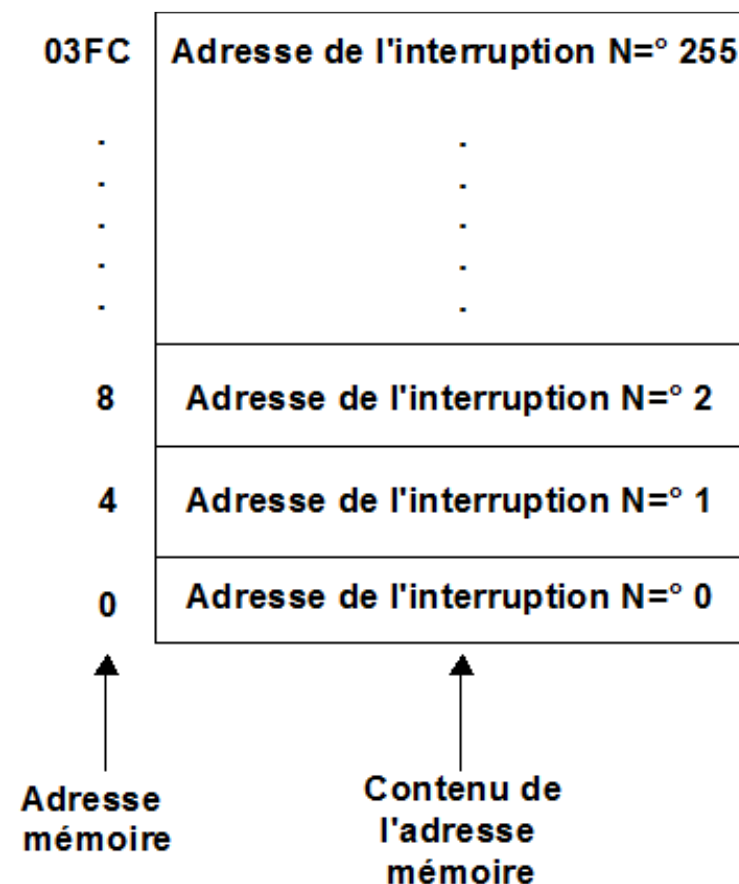 03FC Adresse de l'interruption N=° 255
. .
. .
. .
. .
. .
8 Adresse de l'interruption N=° 2
4 Adresse de l'interruption N=° 1
0 Adresse de l'interruption N=° 0
Adresse
mémoire
Contenu de
l'adresse
mémoire